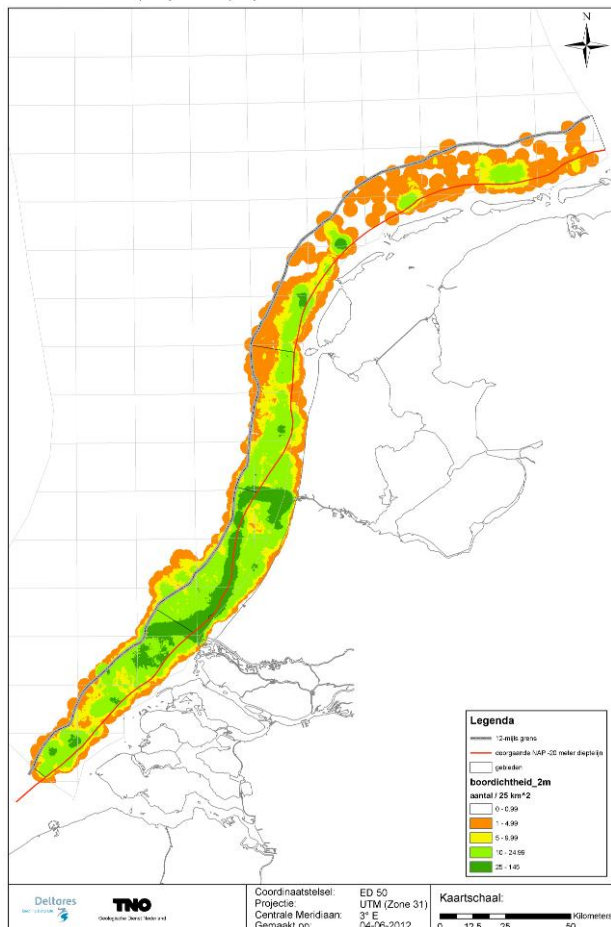 N
Legenda
12-mijls grens
doorgaande NAP -20 meter dieptelijn
gebieden
boordichtheid_2m
aantal / 25 km^2
0 - 0.99
1 - 4.99
5 - 9.99
10 - 24.99
25 - 145
Deltares
TNO
Geologische Dienst Nederland
Coordinaatstelsel: ED 50
Projectie: UTM (Zone 31)
Centrale Meridiaan: 3° E
Gemaakt op: 04-06-2012
Kaartschaal:
Kilometers
0 12.5 25 50